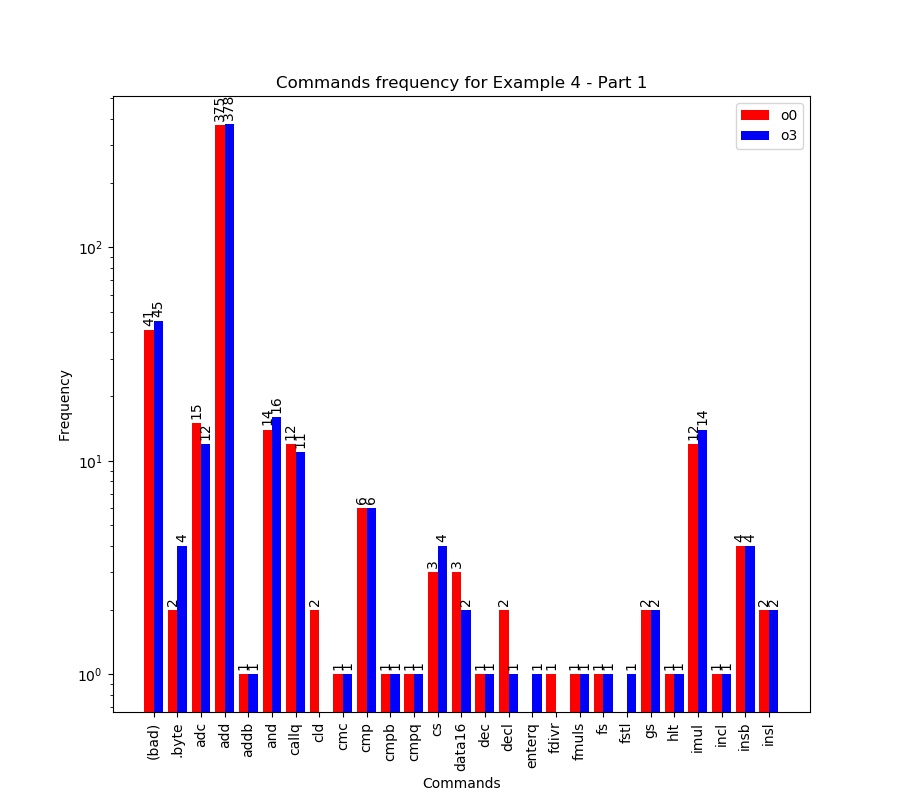 Commands frequency for Example 4 - Part 1
o0
o3
Frequency
10²
10¹
10⁰
41 45 2 4 15 12 375 378 1 1 14 16 12 11 2 1 1 6 6 1 1 1 1 3 4 3 2 1 1 2 1 1 1 1 1 1 1 1 2 2 1 1 12 14 1 1 4 4 2 2
(bad) .byte adc add addb and callq cld cmc cmp cmpb cmpq cs data16 dec decl enterq fdivr fmuls fs fstl gs hlt imul incl insb insl
Commands